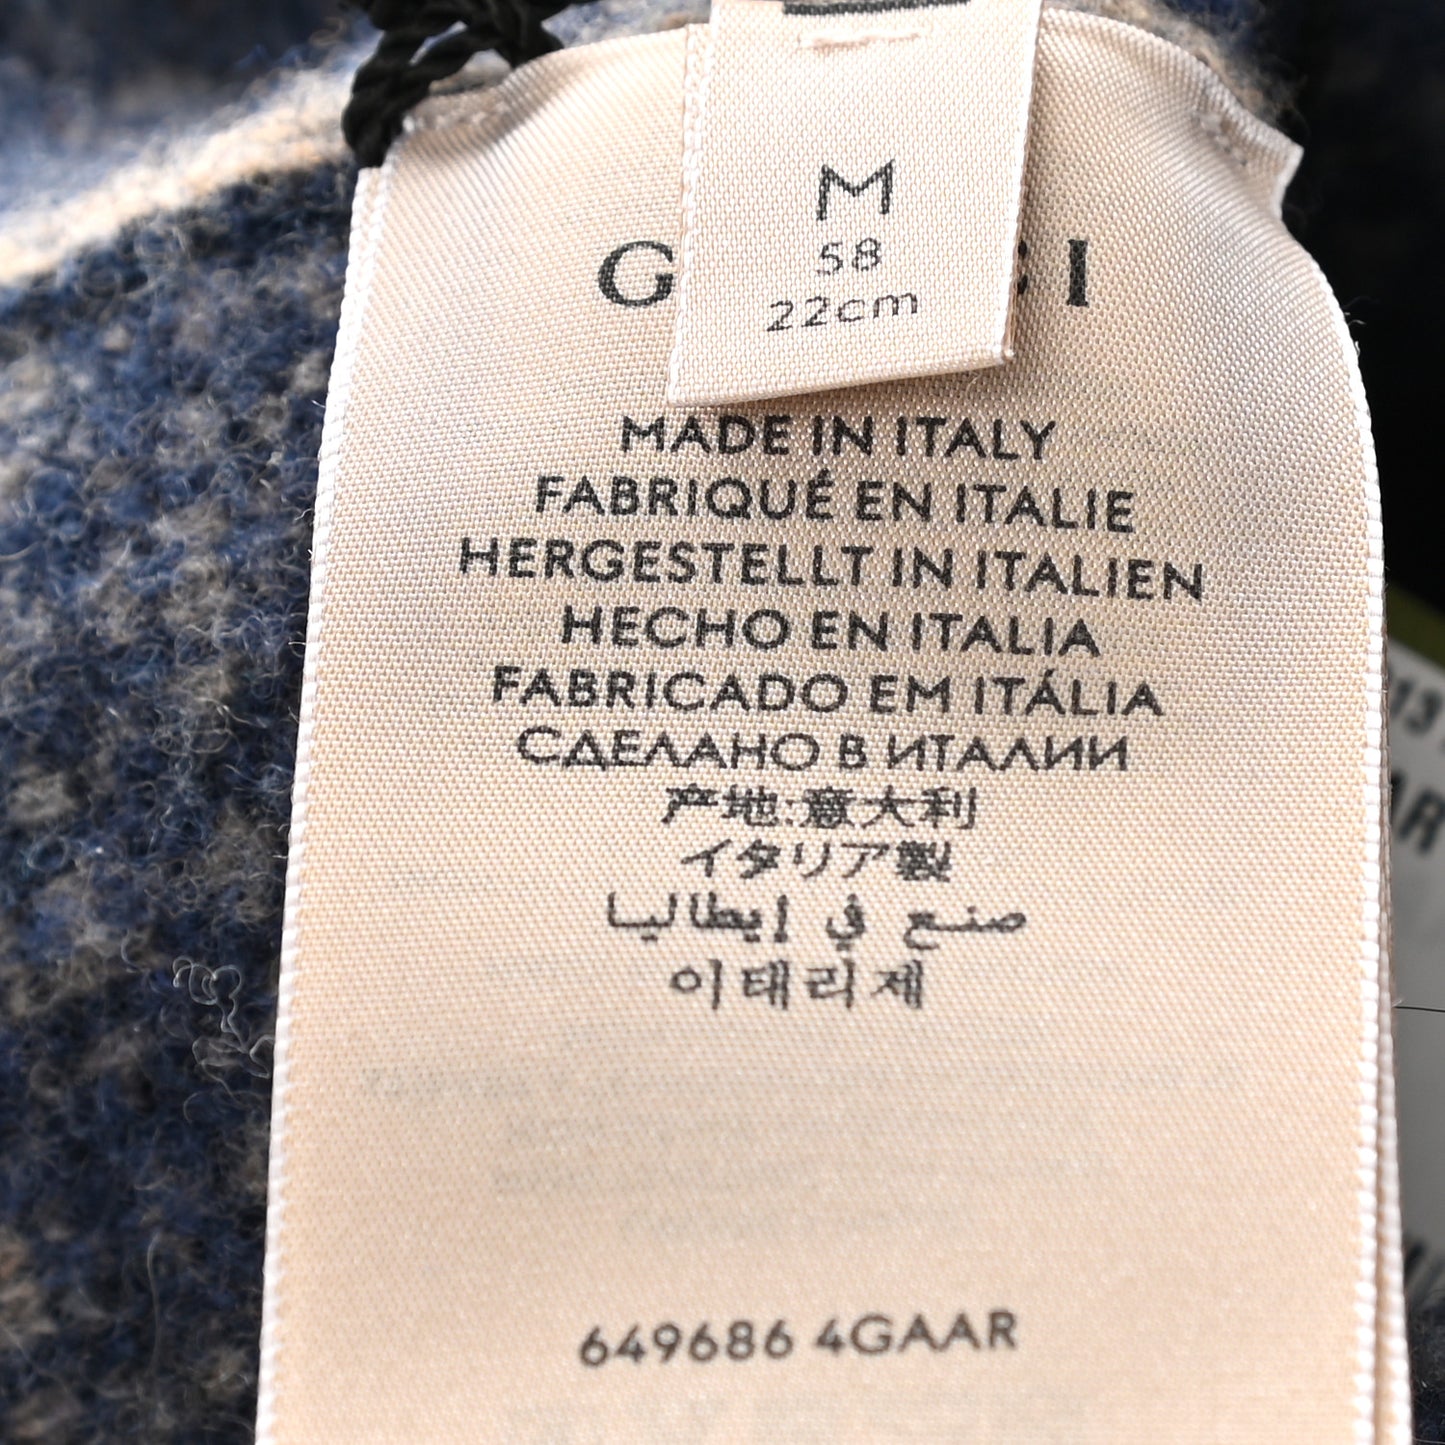 M
58
22cm
MADE IN ITALY
FABRIQUÉ EN ITALIE
HERGESTELLT IN ITALIEN
HECHO EN ITALIA
FABRICADO EM ITÁLIA
СДЕЛАНО В ИТАЛИИ
产地:意大利
イタリア製
صنع في إيطاليا
이태리제
649686 4GAAR